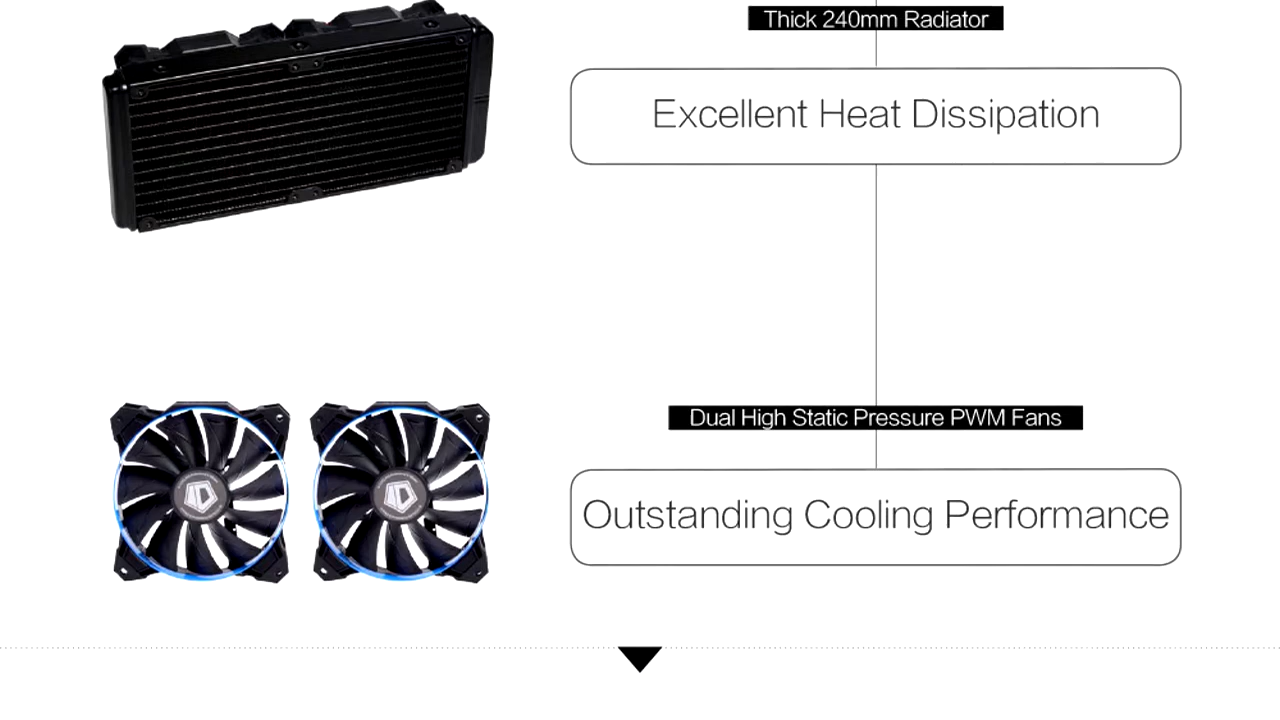 Thick 240mm Radiator
Excellent Heat Dissipation
Dual High Static Pressure PWM Fans
Outstanding Cooling Performance